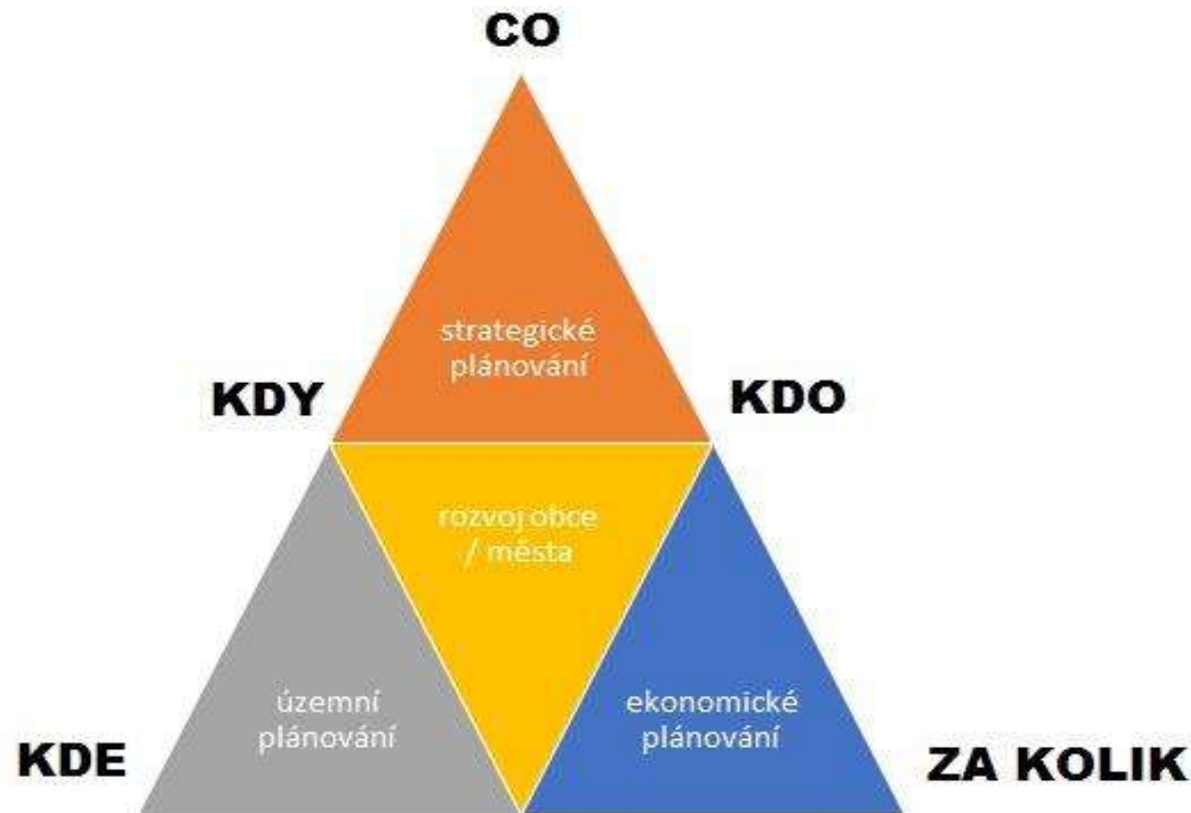 CO
strategické
plánování
KDY
KDO
rozvoj obce
/ města
územní
plánování
ekonomické
plánování
KDE
ZA KOLIK